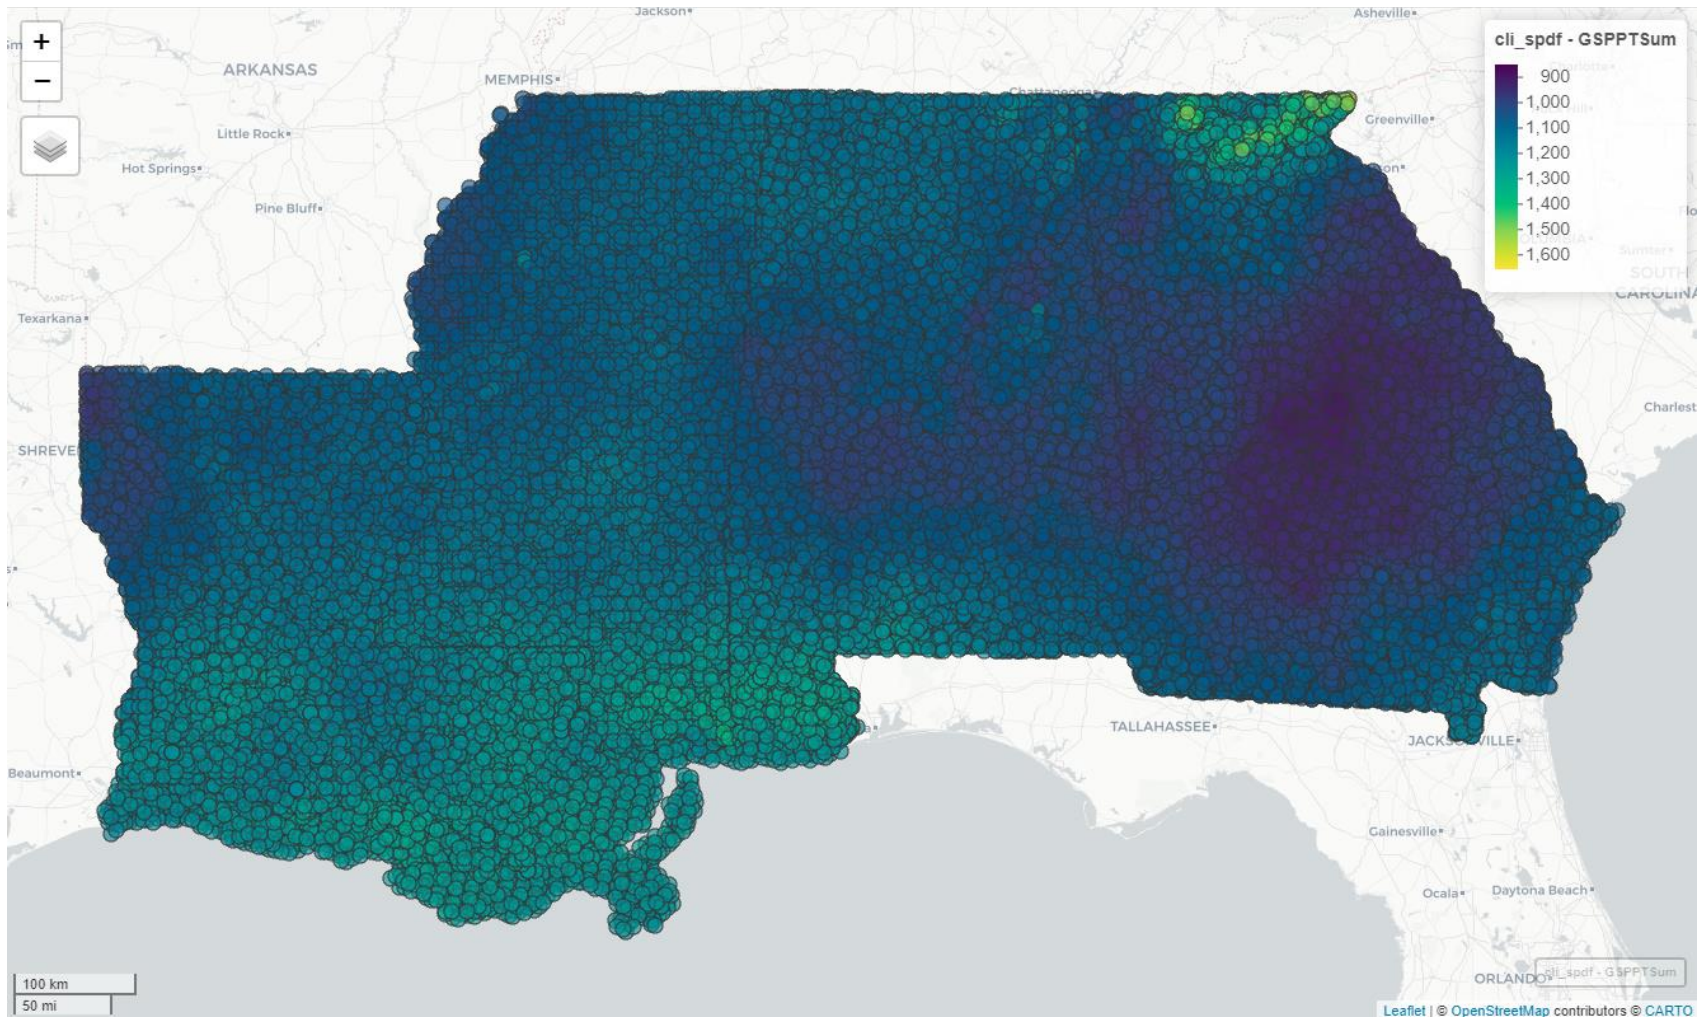 Jackson
Asheville
+
−
ARKANSAS
MEMPHIS
Chattanooga
Greenville
Little Rock
Hot Springs
Pine Bluff
Texarkana
Sumter
SOUTH
CAROLINA
SHREVE
Charlest
Beaumont
TALLAHASSEE
JACKS VILLE
Gainesville
Ocala
Daytona Beach
ORLANDO
cli_spdf - GSPPTSum
900
1,000
1,100
1,200
1,300
1,400
1,500
1,600
cli_spdf - GSPPTSum
100 km
50 mi
Leaflet | © OpenStreetMap contributors © CARTO